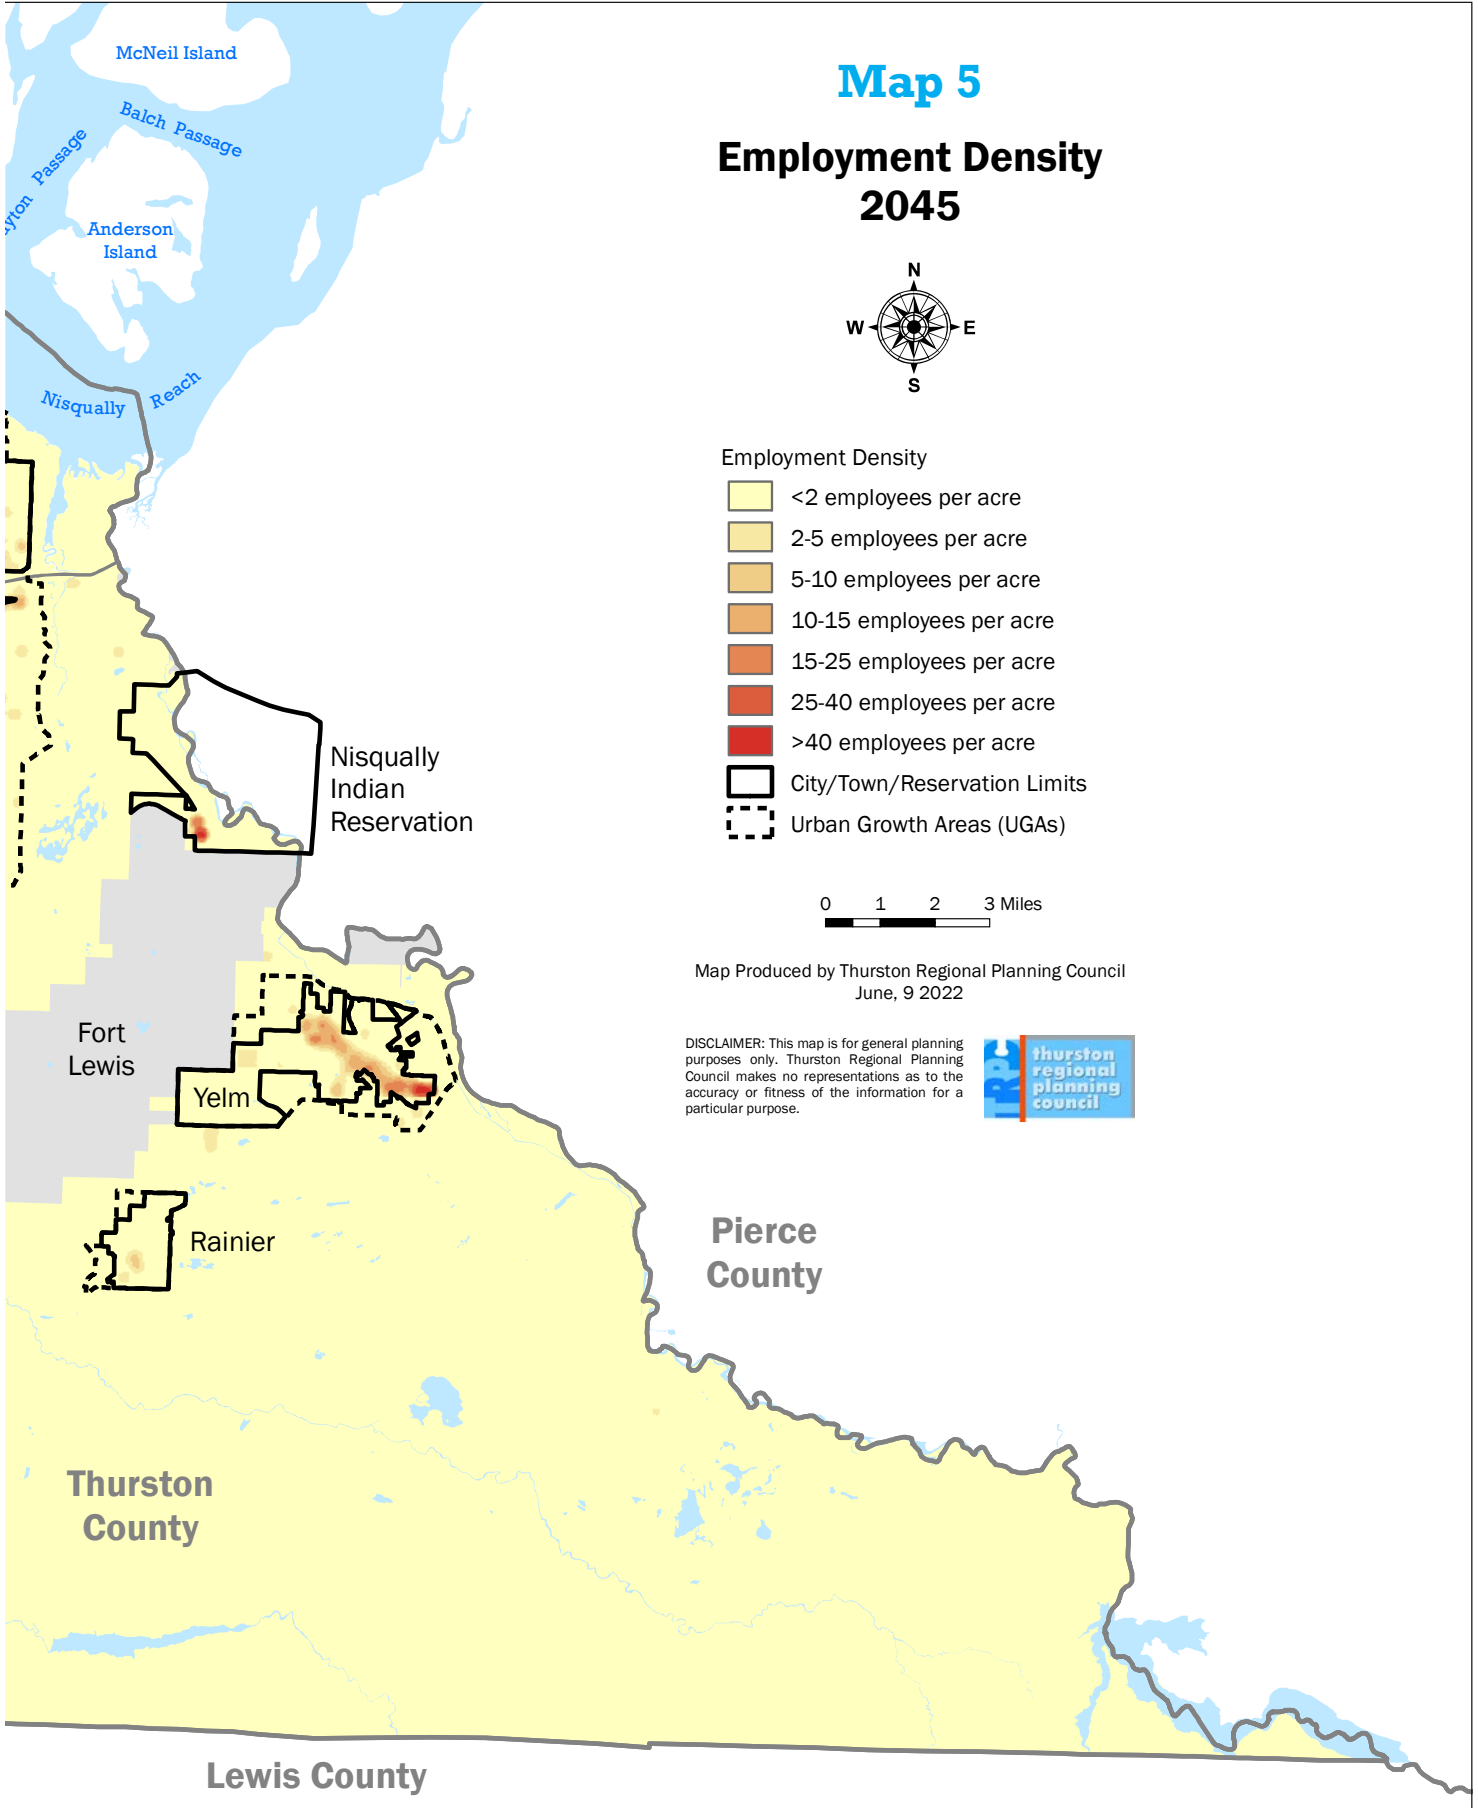 McNeil Island
Map 5
Balch Passage
Passage
Employment Density
2045
Anderson
Island
N
W
E
S
Nisqually Reach
Employment Density
<2 employees per acre
2-5 employees per acre
5-10 employees per acre
10-15 employees per acre
15-25 employees per acre
25-40 employees per acre
>40 employees per acre
City/Town/Reservation Limits
Urban Growth Areas (UGAs)
Nisqually
Indian
Reservation
0 1 2 3 Miles
Map Produced by Thurston Regional Planning Council
June, 9 2022
DISCLAIMER: This map is for general planning
purposes only. Thurston Regional Planning
Council makes no representations as to the
accuracy or fitness of the information for a
particular purpose.
TRPC
thurston
regional
planning
council
Fort
Lewis
Yelm
Rainier
Pierce
County
Thurston
County
Lewis County